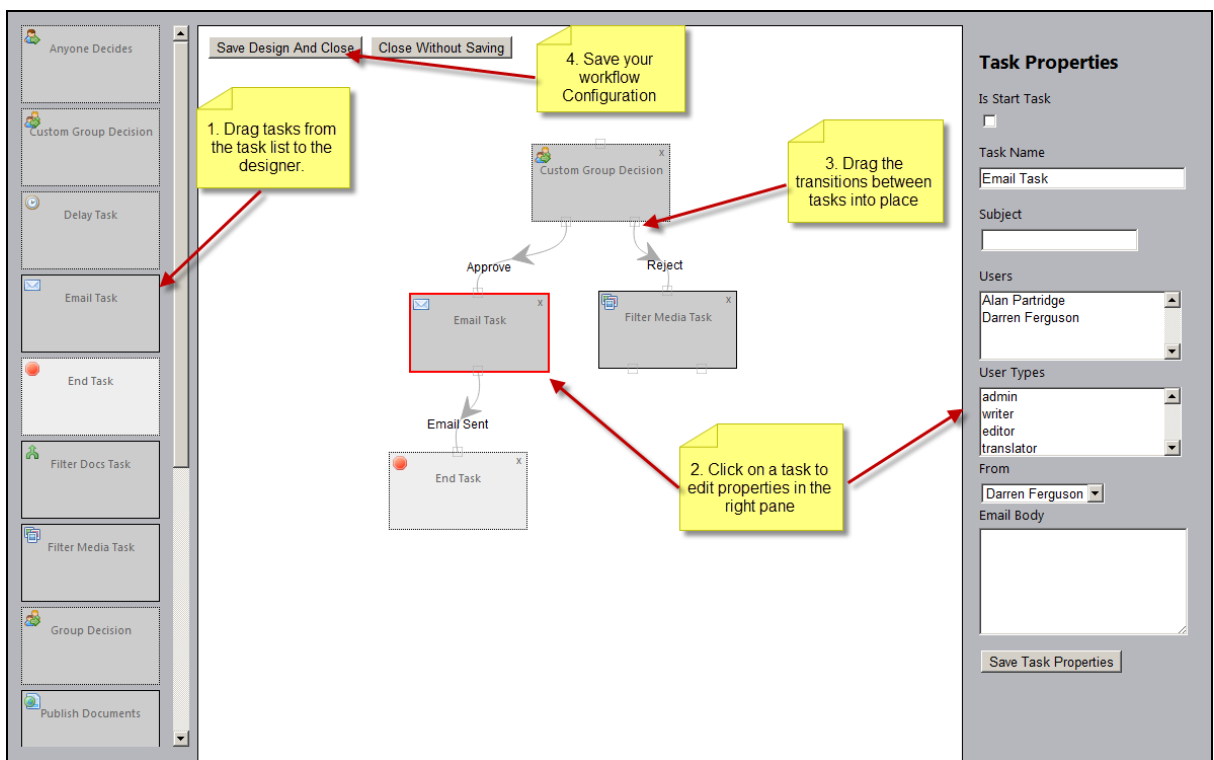 Anyone Decides
Custom Group Decision
Delay Task
Email Task
End Task
Filter Docs Task
Filter Media Task
Group Decision
Publish Documents
Save Design And Close
Close Without Saving
1. Drag tasks from
the task list to the
designer.
4. Save your
workflow
Configuration
3. Drag the
transitions between
tasks into place
2. Click on a task to
edit properties in the
right pane
x
Custom Group Decision
Approve
Reject
x
Email Task
x
Filter Media Task
Email Sent
x
End Task
Task Properties
Is Start Task
Task Name
Email Task
Subject
Users
Alan Partridge
Darren Ferguson
User Types
admin
writer
editor
translator
From
Darren Ferguson
Email Body
Save Task Properties